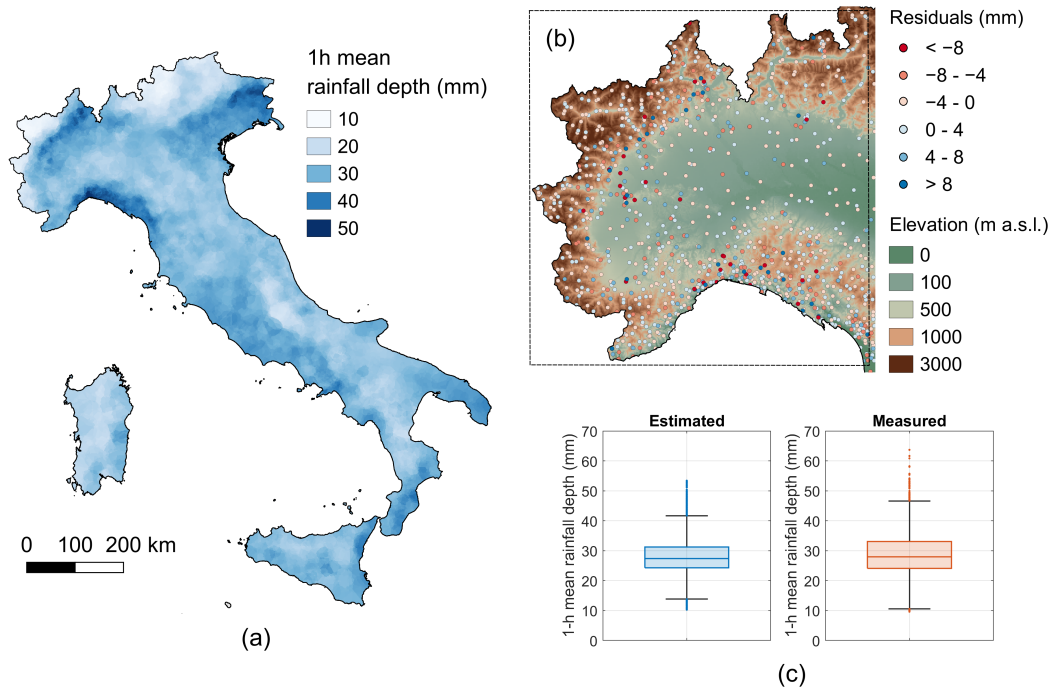 1h mean
rainfall depth (mm)
10
20
30
40
50
0 100 200 km
(a)
(b)
Residuals (mm)
< −8
−8 - −4
−4 - 0
0 - 4
4 - 8
> 8
Elevation (m a.s.l.)
0
100
500
1000
3000
Estimated
1-h mean rainfall depth (mm)
70
60
50
40
30
20
10
0
Measured
1-h mean rainfall depth (mm)
70
60
50
40
30
20
10
0
(c)